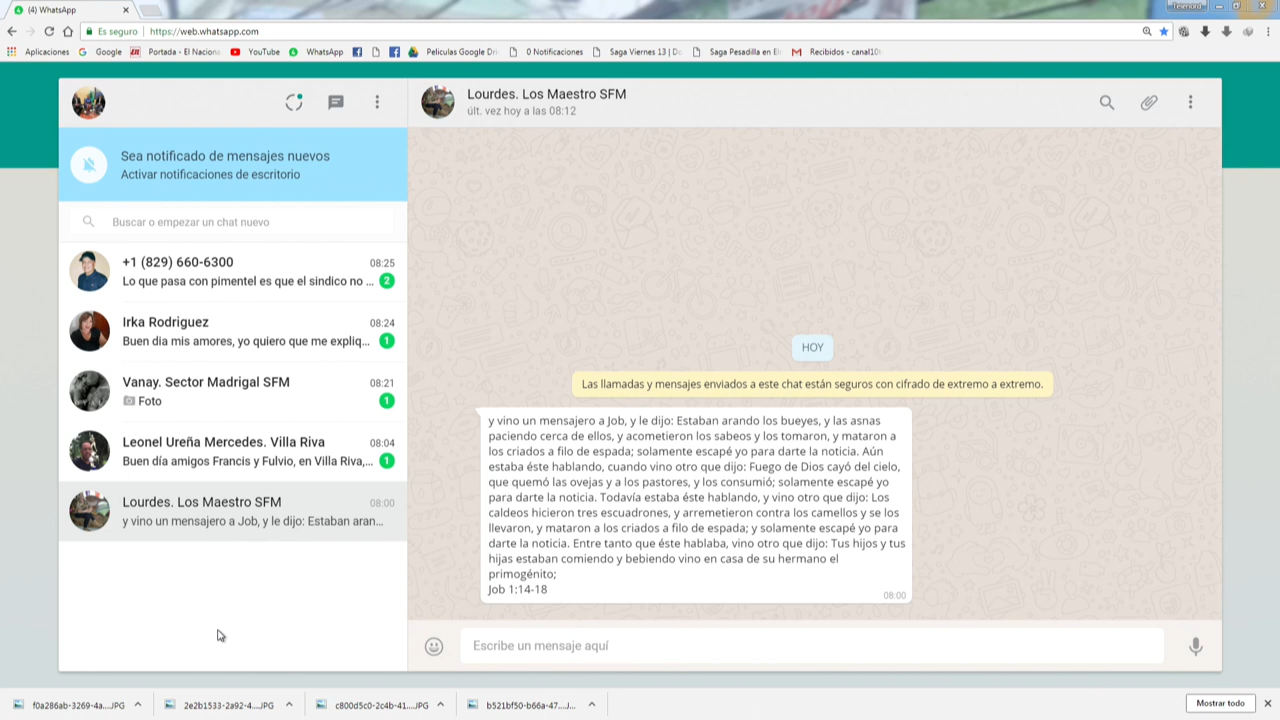 (4) WhatsApp
Telenord
Es seguro
https://web.whatsapp.com
Aplicaciones
Google
Portada - El Naciona
YouTube
WhatsApp
Peliculas Google Dri
0 Notificaciones
Saga Viernes 13 | Do
Saga Pesadilla en El
Recibidos - canal10
Lourdes. Los Maestro SFM
últ. vez hoy a las 08:12
Sea notificado de mensajes nuevos
Activar notificaciones de escritorio
Buscar o empezar un chat nuevo
+1 (829) 660-6300 08:25
Lo que pasa con pimentel es que el sindico no ... 2
Irka Rodriguez 08:24
Buen dia mis amores, yo quiero que me expliq... 1
Vanay. Sector Madrigal SFM 08:21
Foto 1
Leonel Ureña Mercedes. Villa Riva 08:04
Buen día amigos Francis y Fulvio, en Villa Riva,... 1
Lourdes. Los Maestro SFM 08:00
y vino un mensajero a Job, y le dijo: Estaban aran...
HOY
Las llamadas y mensajes enviados a este chat están seguros con cifrado de extremo a extremo.
y vino un mensajero a Job, y le dijo: Estaban arando los bueyes, y las asnas
paciendo cerca de ellos, y acometieron los sabeos y los tomaron, y mataron a
los criados a filo de espada; solamente escapé yo para darte la noticia. Aún
estaba éste hablando, cuando vino otro que dijo: Fuego de Dios cayó del cielo,
que quemó las ovejas y a los pastores, y los consumió; solamente escapé yo
para darte la noticia. Todavía estaba éste hablando, y vino otro que dijo: Los
caldeos hicieron tres escuadrones, y arremetieron contra los camellos y se los
llevaron, y mataron a los criados a filo de espada; y solamente escapé yo para
darte la noticia. Entre tanto que éste hablaba, vino otro que dijo: Tus hijos y tus
hijas estaban comiendo y bebiendo vino en casa de su hermano el
primogénito;
Job 1:14-18
08:00
Escribe un mensaje aquí
f0a286ab-3269-4a....JPG
2e2b1533-2a92-4....JPG
c800d5c0-2c4b-41....JPG
b521bf50-b66a-47....J...
Mostrar todo